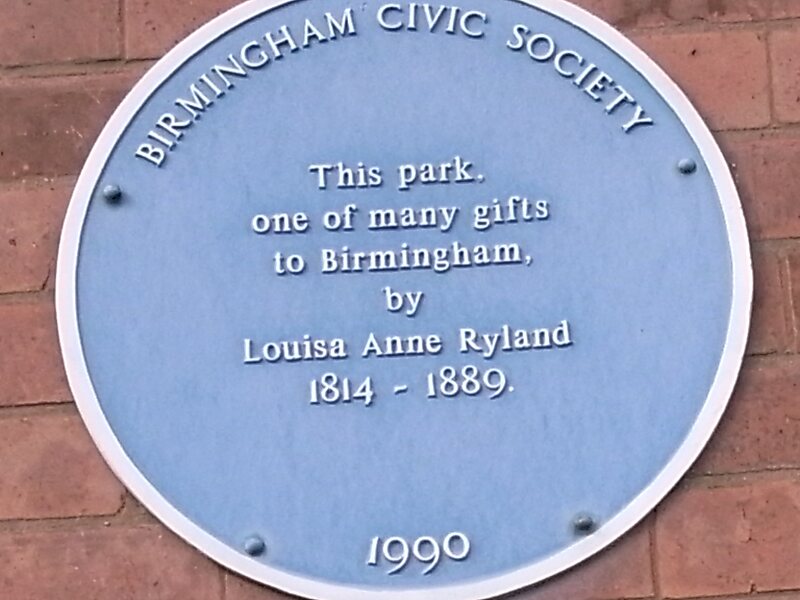 BIRMINGHAM CIVIC SOCIETY
This park,
one of many gifts
to Birmingham,
by
Louisa Anne Ryland
1814 - 1889.
1990